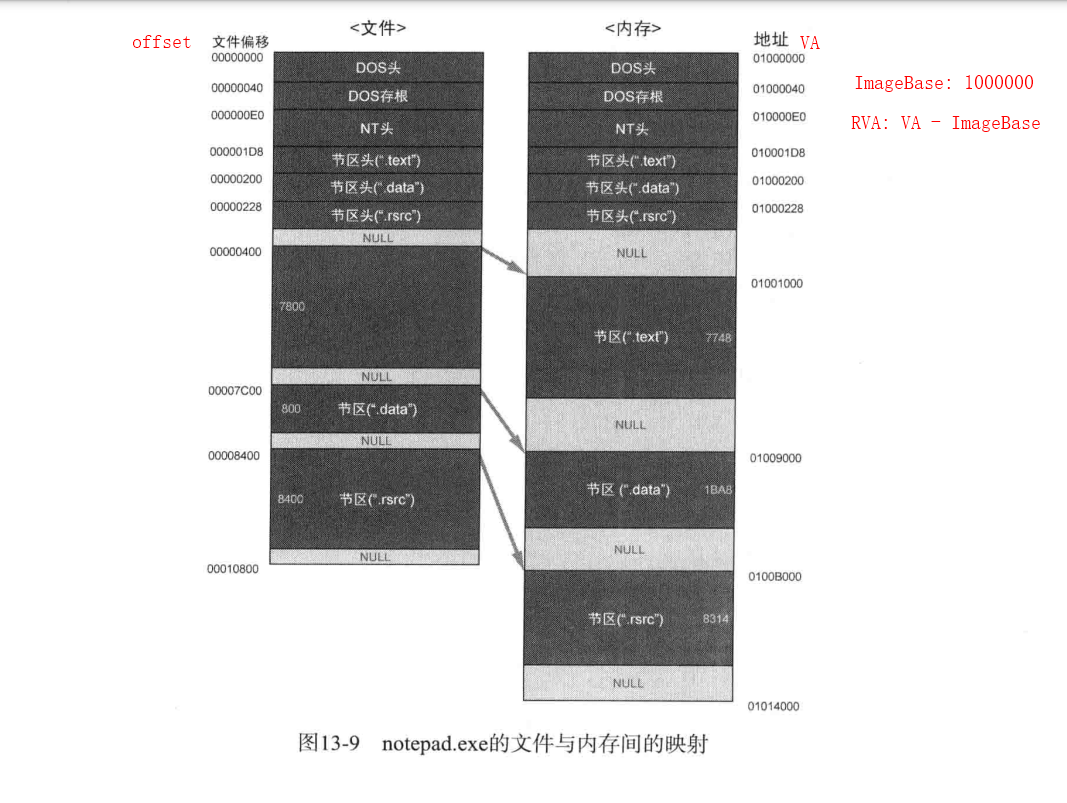 <文件>
<内存>
offset 文件偏移
地址 VA
00000000
DOS头
DOS头
01000000
ImageBase: 1000000
00000040
DOS存根
DOS存根
01000040
000000E0
NT头
NT头
010000E0
RVA: VA - ImageBase
000001D8
节区头(“.text”)
节区头(“.text”)
010001D8
00000200
节区头(“.data”)
节区头(“.data”)
01000200
00000228
节区头(“.rsrc”)
节区头(“.rsrc”)
01000228
NULL
00000400
NULL
01001000
7800
节区(“.text”)
7748
NULL
00007C00
800
节区(“.data”)
NULL
NULL
00008400
01009000
8400
节区(“.rsrc”)
节区 (“.data”)
1BA8
NULL
NULL
00010800
0100B000
节区(“.rsrc”)
8314
NULL
01014000
图13-9 notepad.exe的文件与内存间的映射